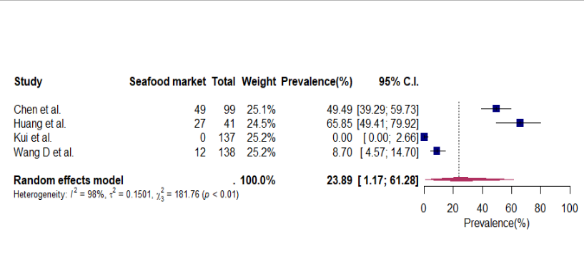 Study Seafood market Total Weight Prevalence(%) 95% C.I.
Chen et al. 49 99 25.1% 49.49 [39.29; 59.73]
Huang et al. 27 41 24.5% 65.85 [49.41; 79.92]
Kui et al. 0 137 25.2% 0.00 [ 0.00; 2.66]
Wang D et al. 12 138 25.2% 8.70 [ 4.57; 14.70]
Random effects model . 100.0% 23.89 [ 1.17; 61.28]
Heterogeneity: I² = 98%, τ² = 0.1501, χ²₃ = 181.76 (p < 0.01)
0 20 40 60 80 100
Prevalence(%)